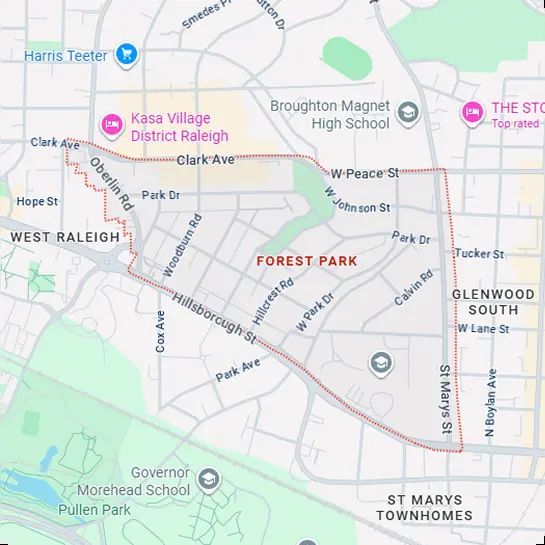 Smedes P
utton Dr
Harris Teeter
Broughton Magnet
High School
THE STO
Top rated
Kasa Village
District Raleigh
Clark Ave
Clark Ave
W Peace St
Oberlin Rd
Park Dr
W Johnson St
Hope St
Woodburn Rd
Park Dr
WEST RALEIGH
Tucker St
FOREST PARK
Calvin Rd
Hillcrest Rd
GLENWOOD
SOUTH
Hillsborough St
W Park Dr
Cox Ave
W Lane St
Park Ave
St Marys St
N Boylan Ave
Governor
Morehead School
Pullen Park
ST MARYS
TOWNHOMES